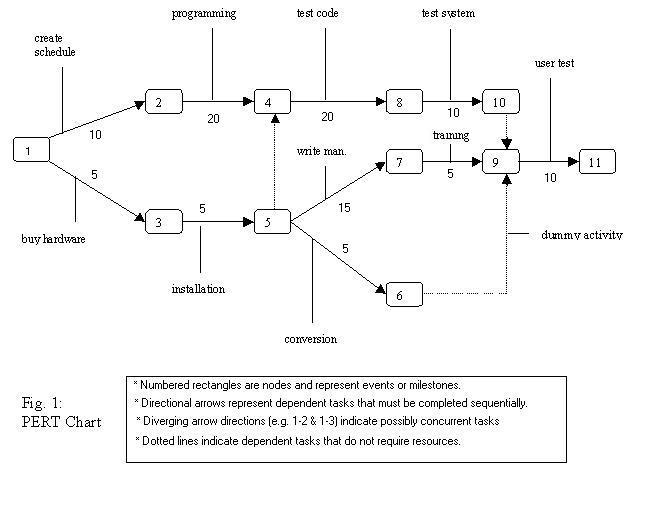 programming
test code
test system
create
schedule
user test
2
4
8
10
10
20
20
10
training
1
write man.
7
9
11
5
5
10
5
15
3
5
5
dummy activity
buy hardware
installation
6
conversion
Fig. 1:
PERT Chart
* Numbered rectangles are nodes and represent events or milestones.
* Directional arrows represent dependent tasks that must be completed sequentially.
* Diverging arrow directions (e.g. 1-2 & 1-3) indicate possibly concurrent tasks
* Dotted lines indicate dependent tasks that do not require resources.